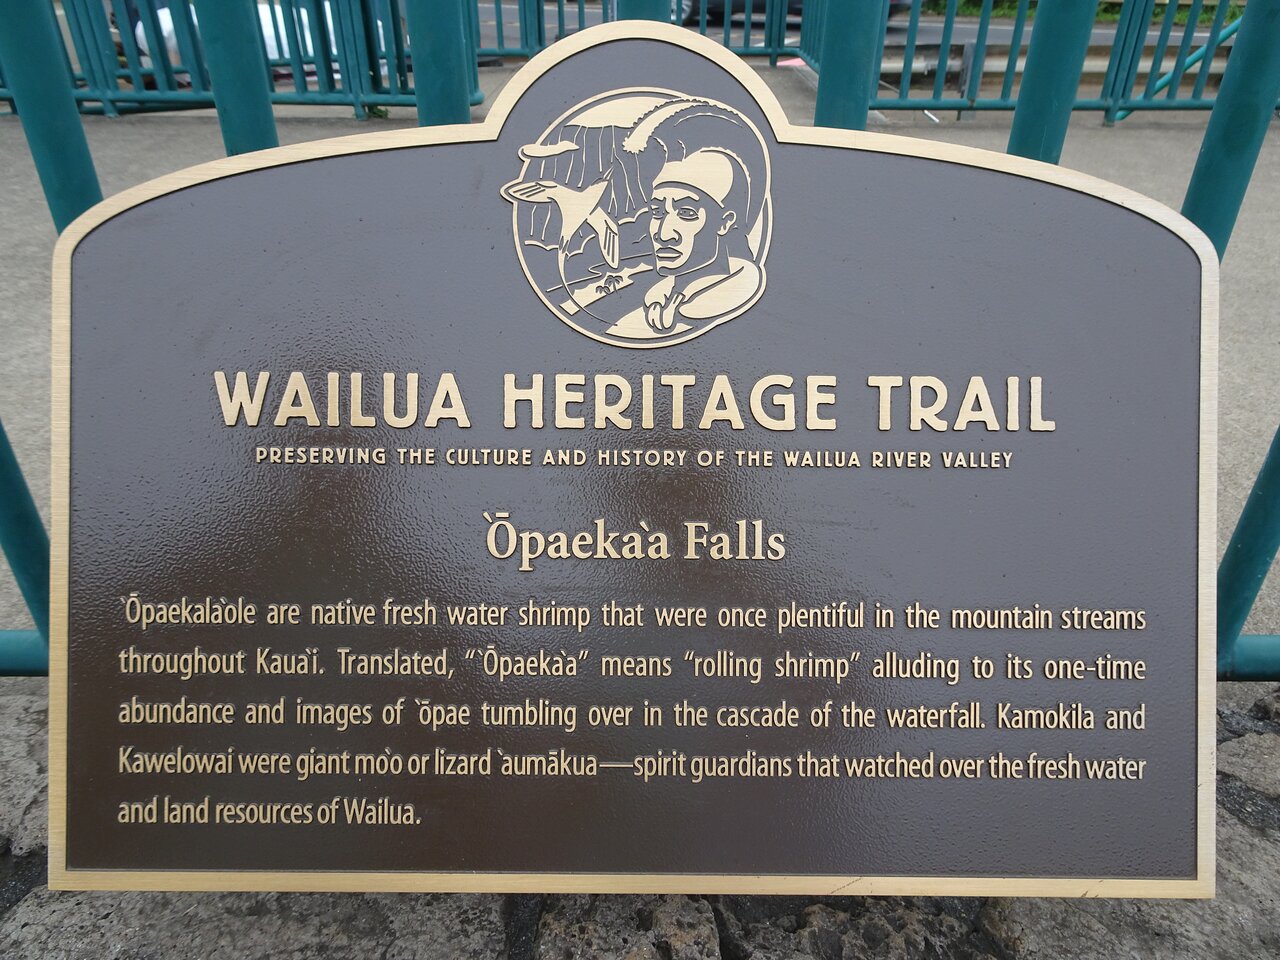 WAILUA HERITAGE TRAIL
PRESERVING THE CULTURE AND HISTORY OF THE WAILUA RIVER VALLEY
`Ōpaeka`a Falls
`Ōpaekala`ole are native fresh water shrimp that were once plentiful in the mountain streams
throughout Kaua`i. Translated, “`Ōpaeka`a” means “rolling shrimp” alluding to its one-time
abundance and images of `ōpae tumbling over in the cascade of the waterfall. Kamokila and
Kawelowai were giant mo`o or lizard `aumākua—spirit guardians that watched over the fresh water
and land resources of Wailua.